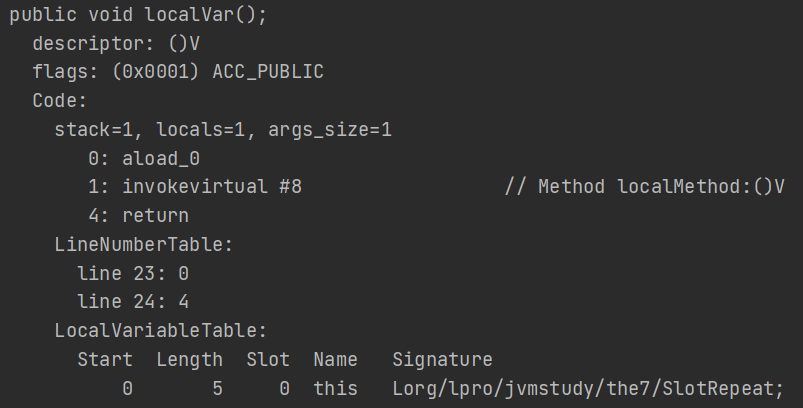 public void localVar();
descriptor: ()V
flags: (0x0001) ACC_PUBLIC
Code:
stack=1, locals=1, args_size=1
0: aload_0
1: invokevirtual #8 // Method localMethod:()V
4: return
LineNumberTable:
line 23: 0
line 24: 4
LocalVariableTable:
Start Length Slot Name Signature
0 5 0 this Lorg/lpro/jvmstudy/the7/SlotRepeat;